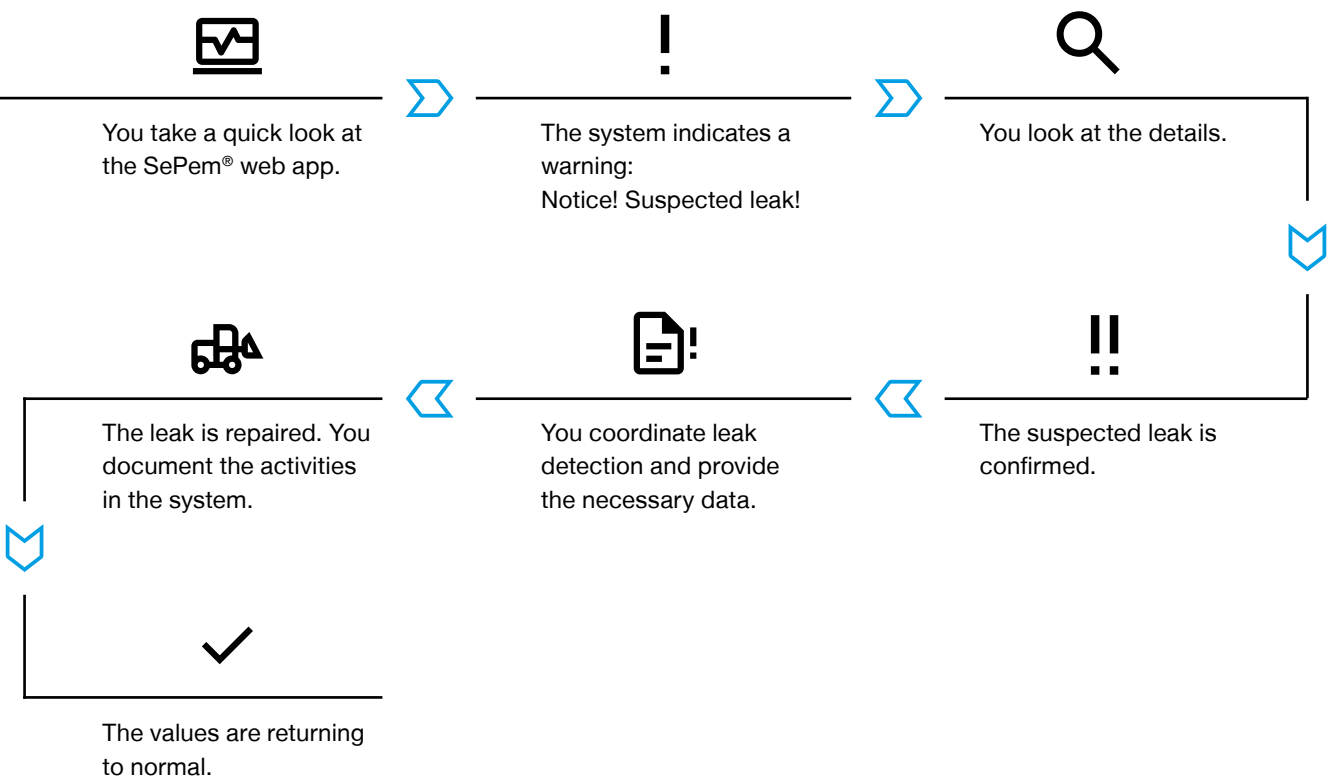 You take a quick look at
the SePem® web app.
The system indicates a
warning:
Notice! Suspected leak!
You look at the details.
The suspected leak is
confirmed.
You coordinate leak
detection and provide
the necessary data.
The leak is repaired. You
document the activities
in the system.
The values are returning
to normal.